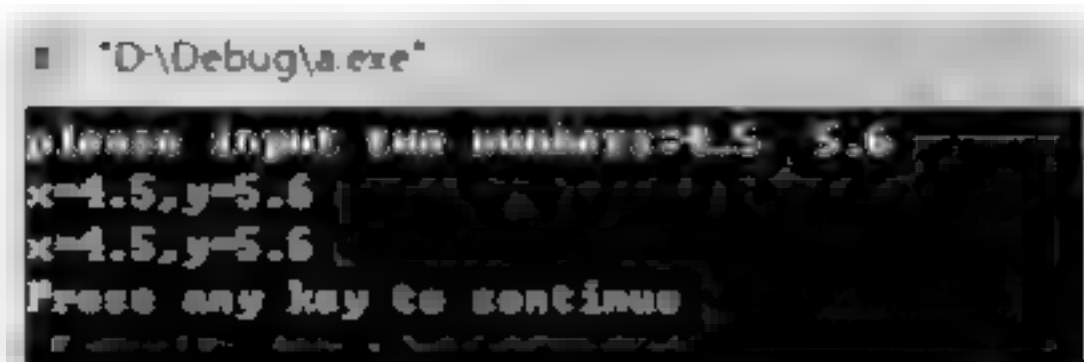 "D:\Debug\a.exe"
please input two numbers=4.5 5.6
x=4.5,y=5.6
x=4.5,y=5.6
Press any key to continue